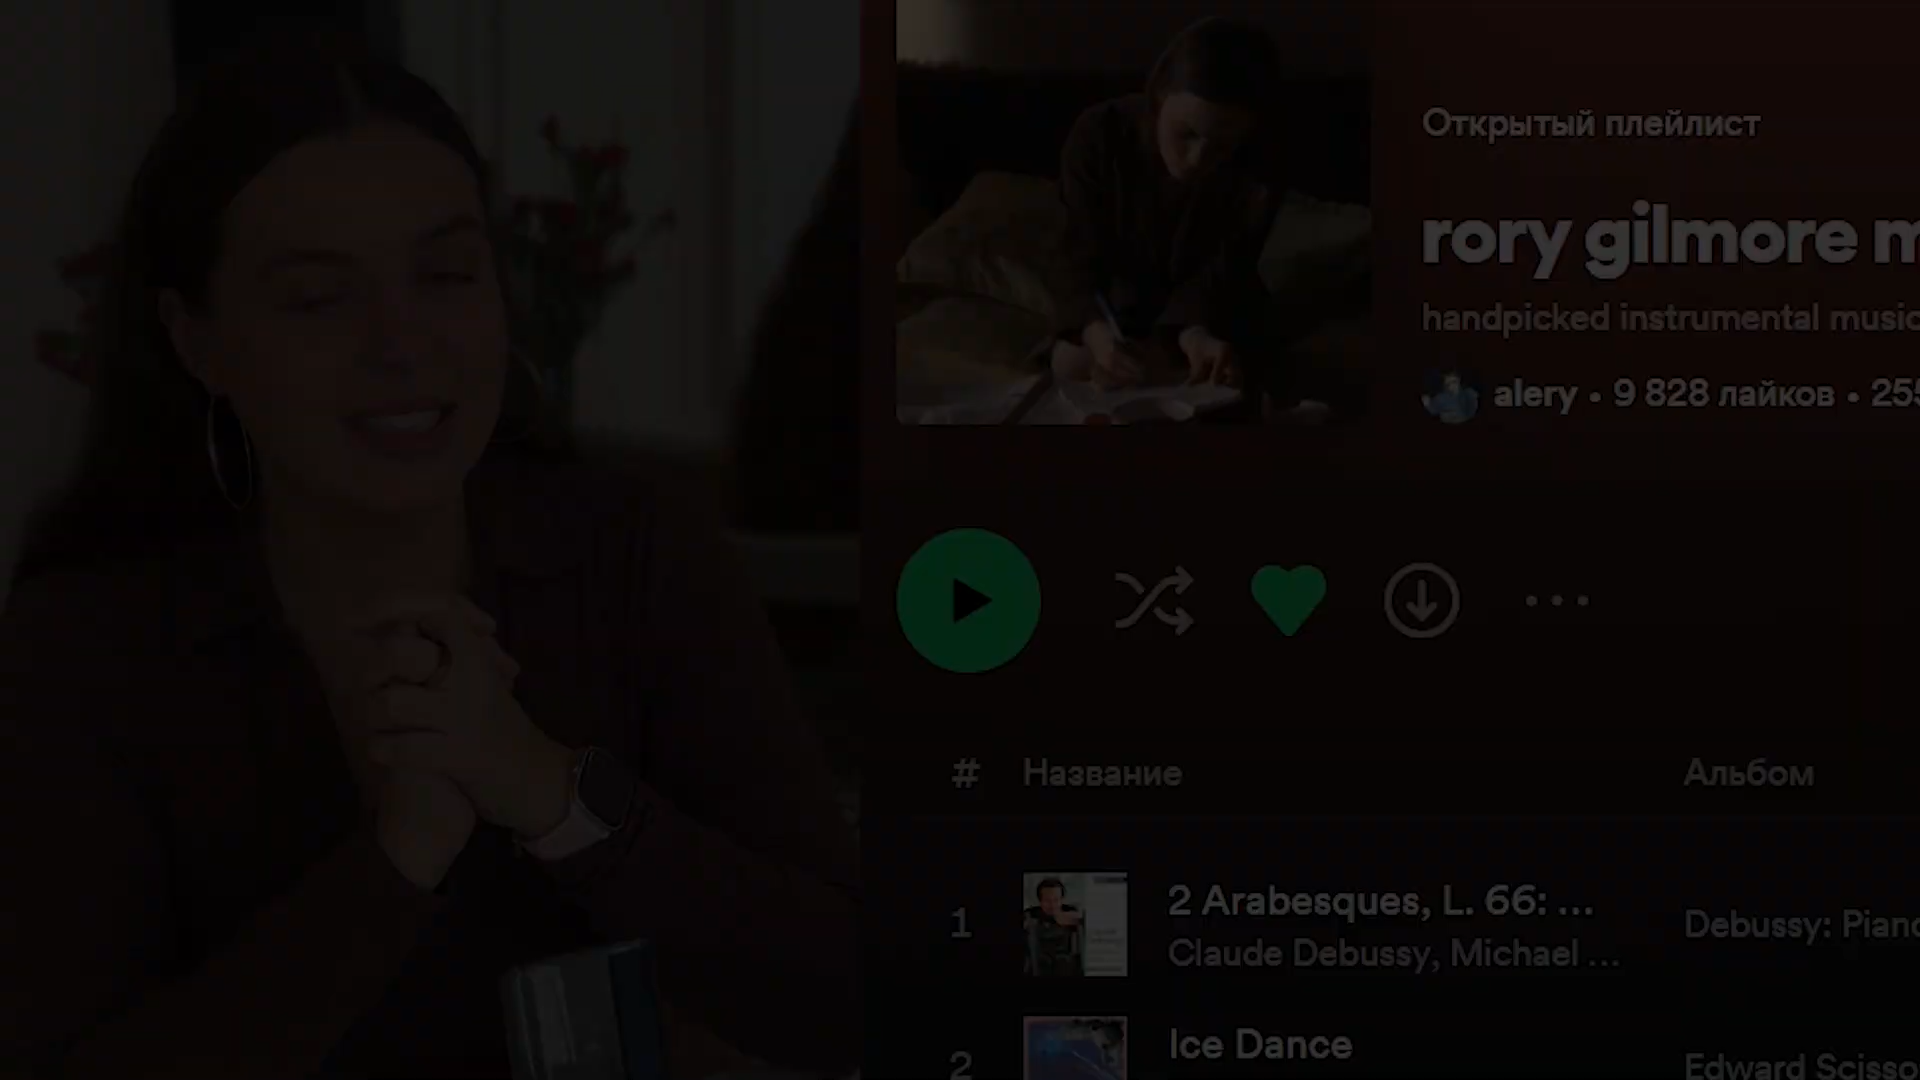 Открытый плейлист
rory gilmore
handpicked instrumental music
alery • 9 828 лайков • 255
# Название Альбом
1 2 Arabesques, L. 66: ... Debussy: Piano
Claude Debussy, Michael ...
2 Ice Dance Edward